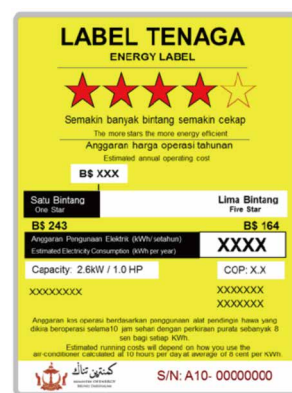 LABEL TENAGA
ENERGY LABEL
Semakin banyak bintang semakin cekap
The more stars the more energy efficient
Anggaran harga operasi tahunan
Estimated annual operating cost
B$ XXX
Satu Bintang
One Star
Lima Bintang
Five Star
B$ 243
B$ 164
Anggaran Pengunaan Elektrik (kWh/setahun)
Estimated Electricity Consumption (kWh per year)
XXXX
Capacity: 2.6kW / 1.0 HP
COP: X.X
XXXXXXXX
XXXXXXX
XXXXXXX
Anggaran kos operasi berdasarkan penggunaan alat pendingin hawa yang
dikira beroperasi selama10 jam sehari dengan perkiraan purata sebanyak 8
sen bagi setiap KWh.
Estimated running costs will depend on how you use the
air-conditioner calculated at 10 hours per day at average of 8 cent per KWh.
S/N: A10- 00000000